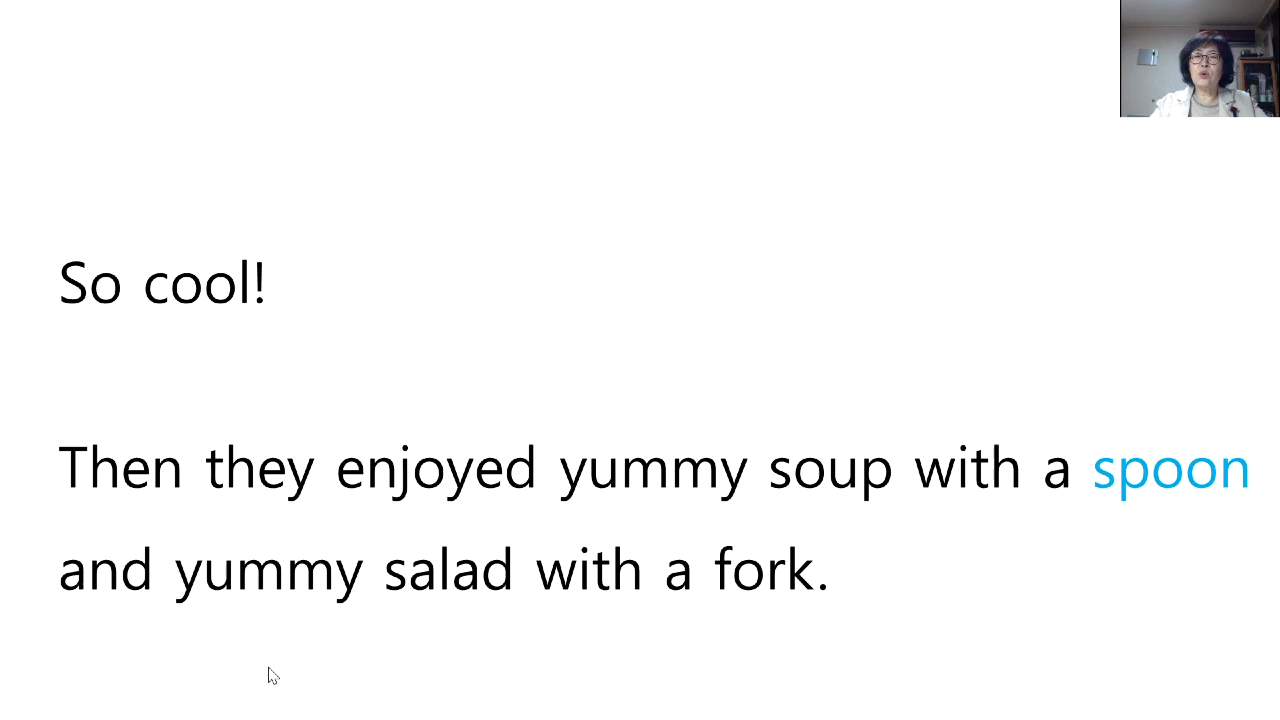 So cool!
Then they enjoyed yummy soup with a spoon
and yummy salad with a fork.